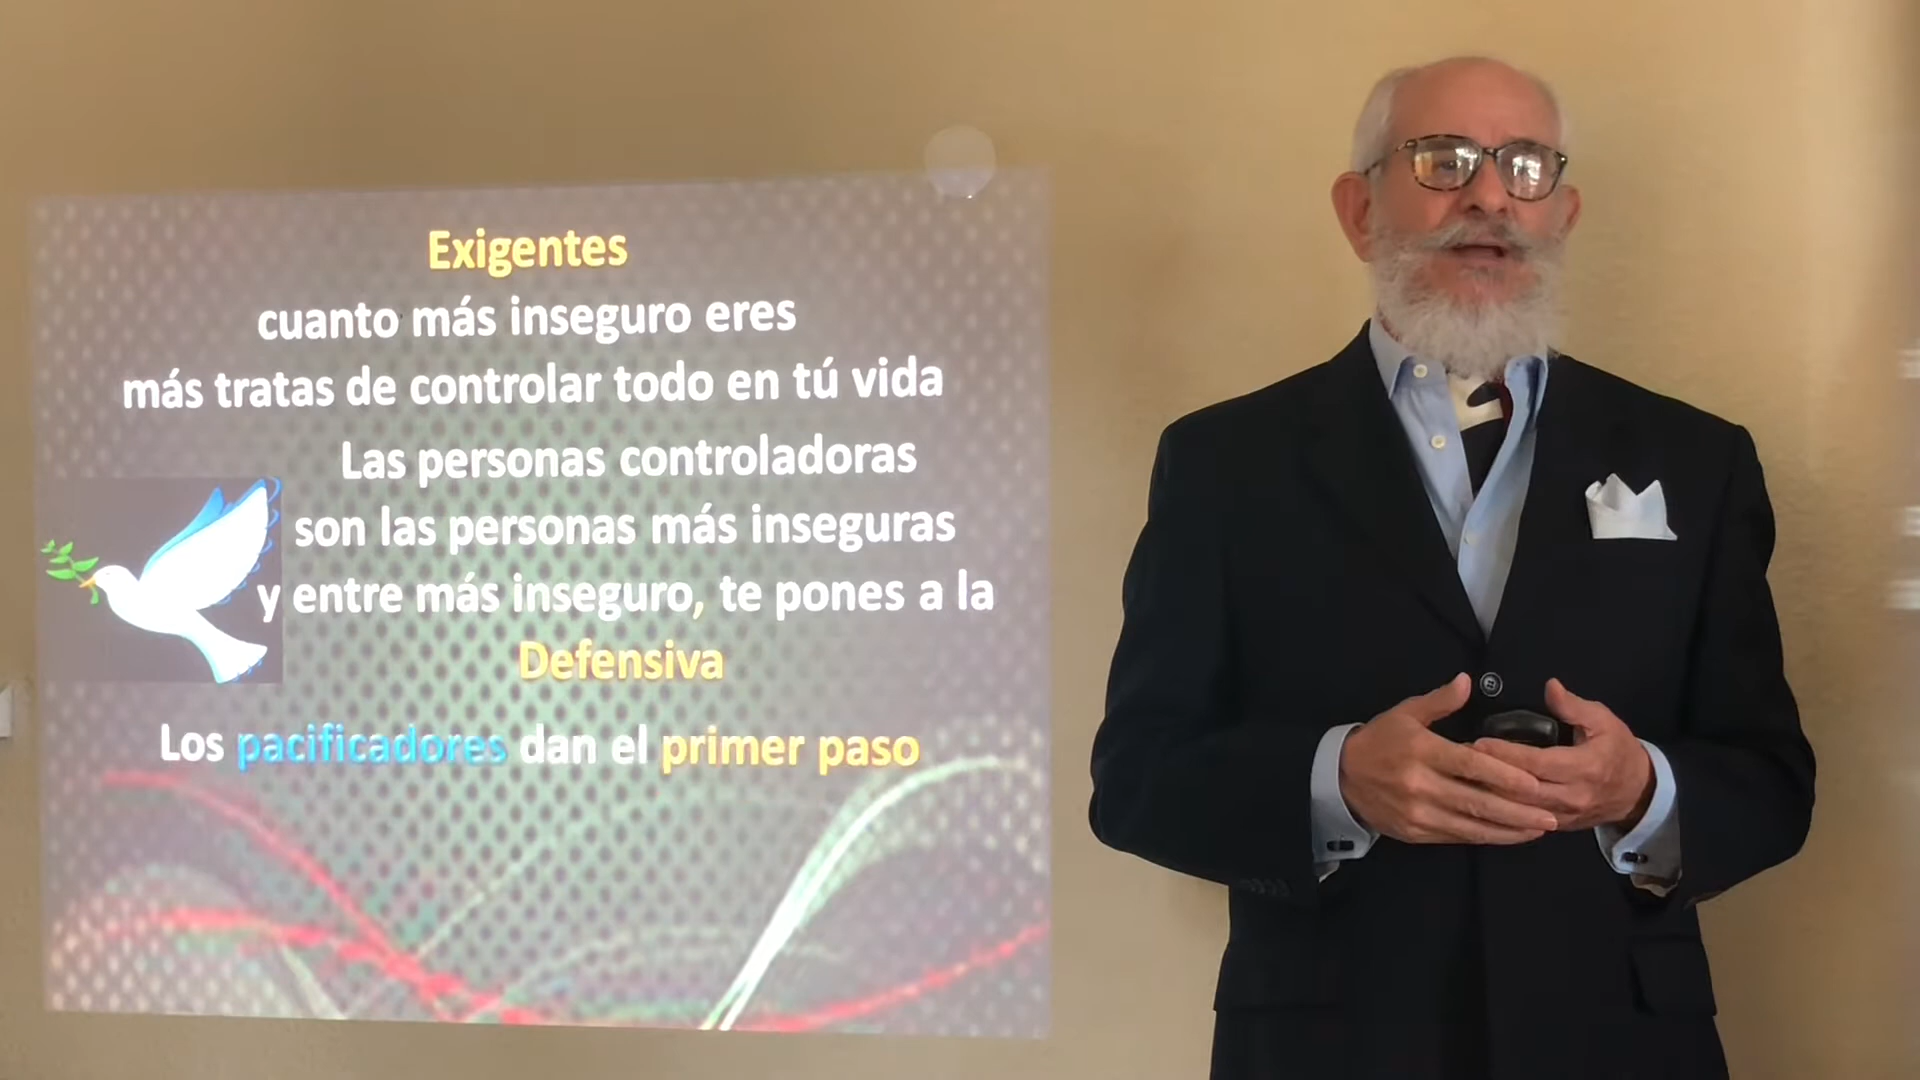 Exigentes
cuanto más inseguro eres
más tratas de controlar todo en tú vida
Las personas controladoras
son las personas más inseguras
y entre más inseguro, te pones a la
Defensiva
Los pacificadores dan el primer paso